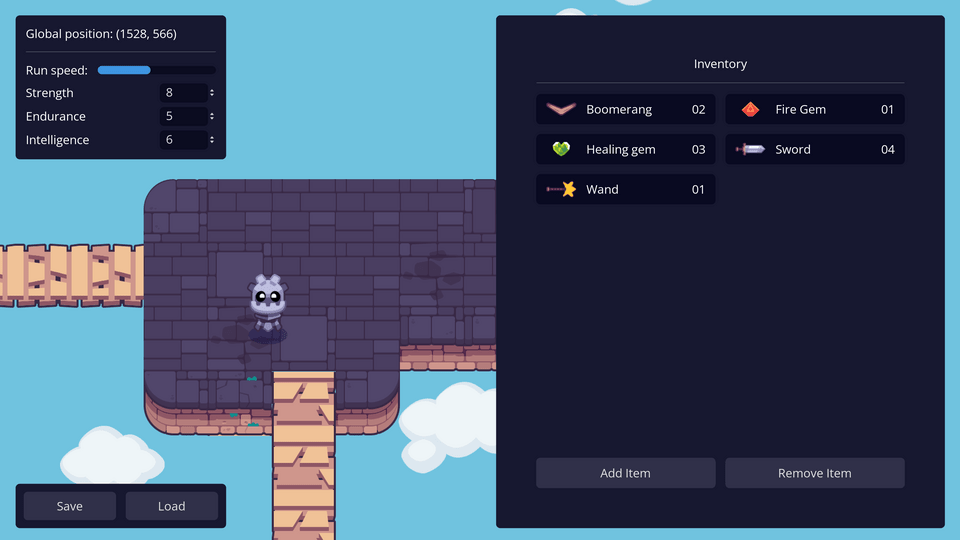 Global position: (1528, 566)
Run speed:
Strength 8
Endurance 5
Intelligence 6
Save Load
Inventory
Boomerang 02 Fire Gem 01
Healing gem 03 Sword 04
Wand 01
Add Item Remove Item